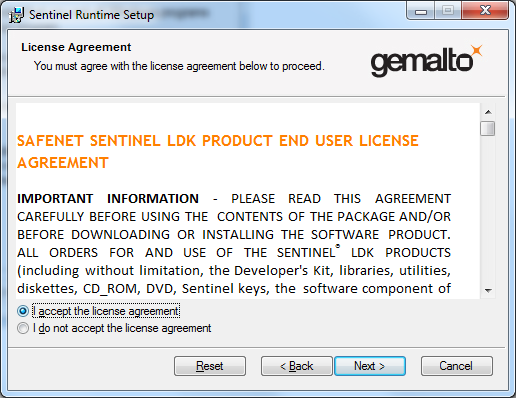 Sentinel Runtime Setup
License Agreement
You must agree with the license agreement below to proceed.
gemalto
SAFENET SENTINEL LDK PRODUCT END USER LICENSE
AGREEMENT
IMPORTANT INFORMATION - PLEASE READ THIS AGREEMENT
CAREFULLY BEFORE USING THE CONTENTS OF THE PACKAGE AND/OR
BEFORE DOWNLOADING OR INSTALLING THE SOFTWARE PRODUCT.
ALL ORDERS FOR AND USE OF THE SENTINEL® LDK PRODUCTS
(including without limitation, the Developer's Kit, libraries, utilities,
diskettes, CD_ROM, DVD, Sentinel keys, the software component of
I accept the license agreement
I do not accept the license agreement
Reset
< Back
Next >
Cancel